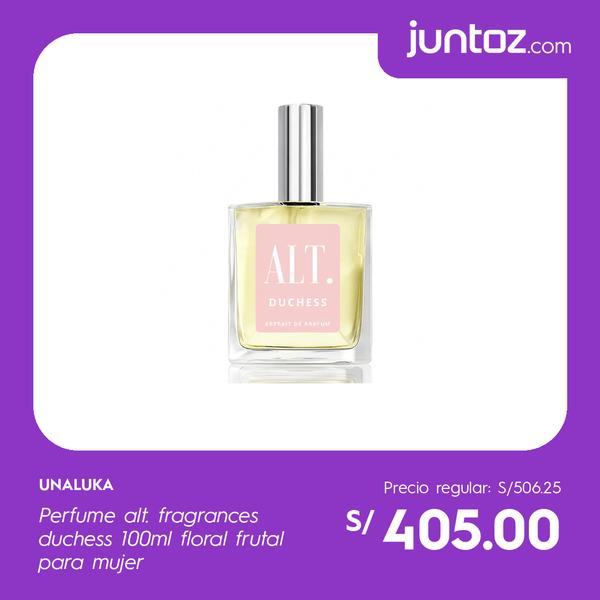 juntoz.com
ALT.
DUCHESS
EXTRAIT DE PARFUM
UNALUKA
Perfume alt. fragrances
duchess 100ml floral frutal
para mujer
Precio regular: S/506.25
S/ 405.00